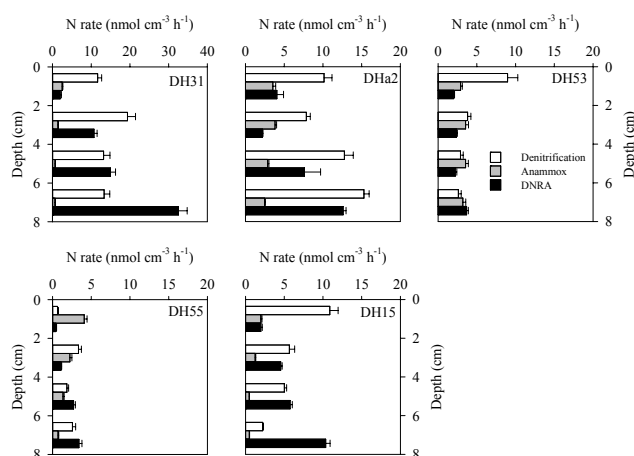 N rate (nmol cm⁻³ h⁻¹) N rate (nmol cm⁻³ h⁻¹) N rate (nmol cm⁻³ h⁻¹)
0 10 20 30 40 0 5 10 15 20 0 5 10 15 20
0 DH31 DHa2 DH53 0
2 2
4 Denitrification 4
Anammox
DNRA
6 6
8 8
Depth (cm) Depth (cm)
N rate (nmol cm⁻³ h⁻¹) N rate (nmol cm⁻³ h⁻¹)
0 5 10 15 20 0 5 10 15 20
0 DH55 DH15 0
2 2
4 4
6 6
8 8
Depth (cm) Depth (cm)